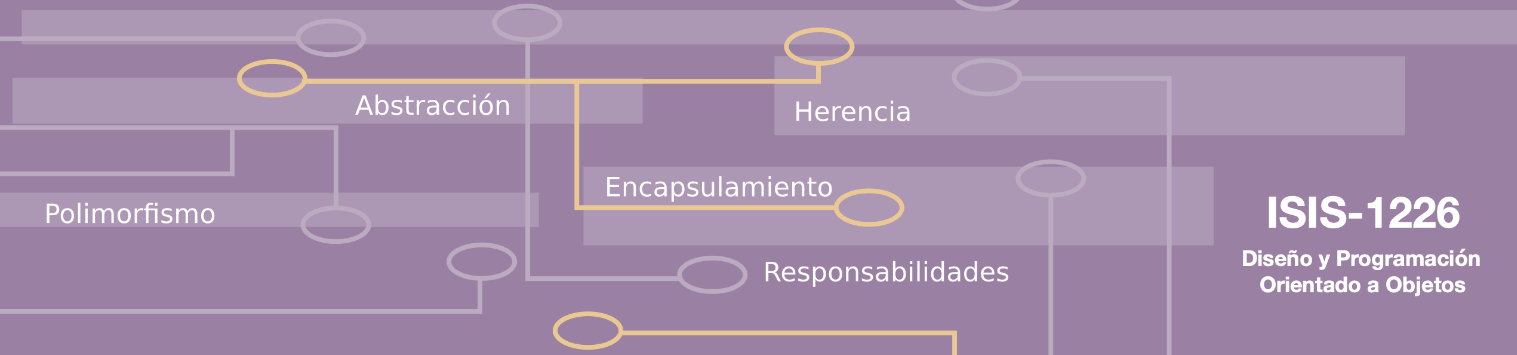 Abstracción
Herencia
Encapsulamiento
Polimorfismo
Responsabilidades
ISIS-1226
Diseño y Programación
Orientado a Objetos